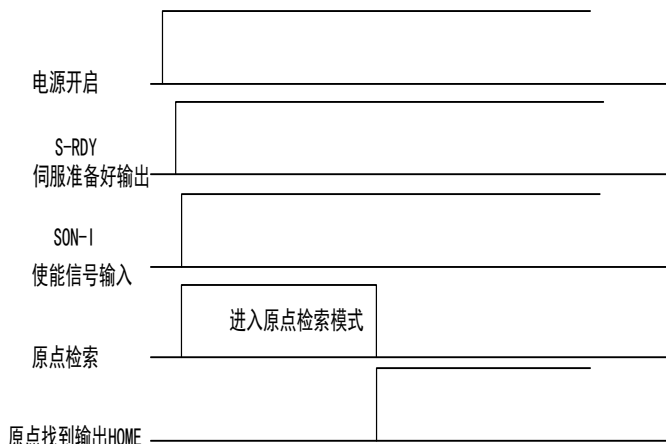 电源开启
S-RDY
伺服准备好输出
SON-I
使能信号输入
进入原点检索模式
原点检索
原点找到输出HOME